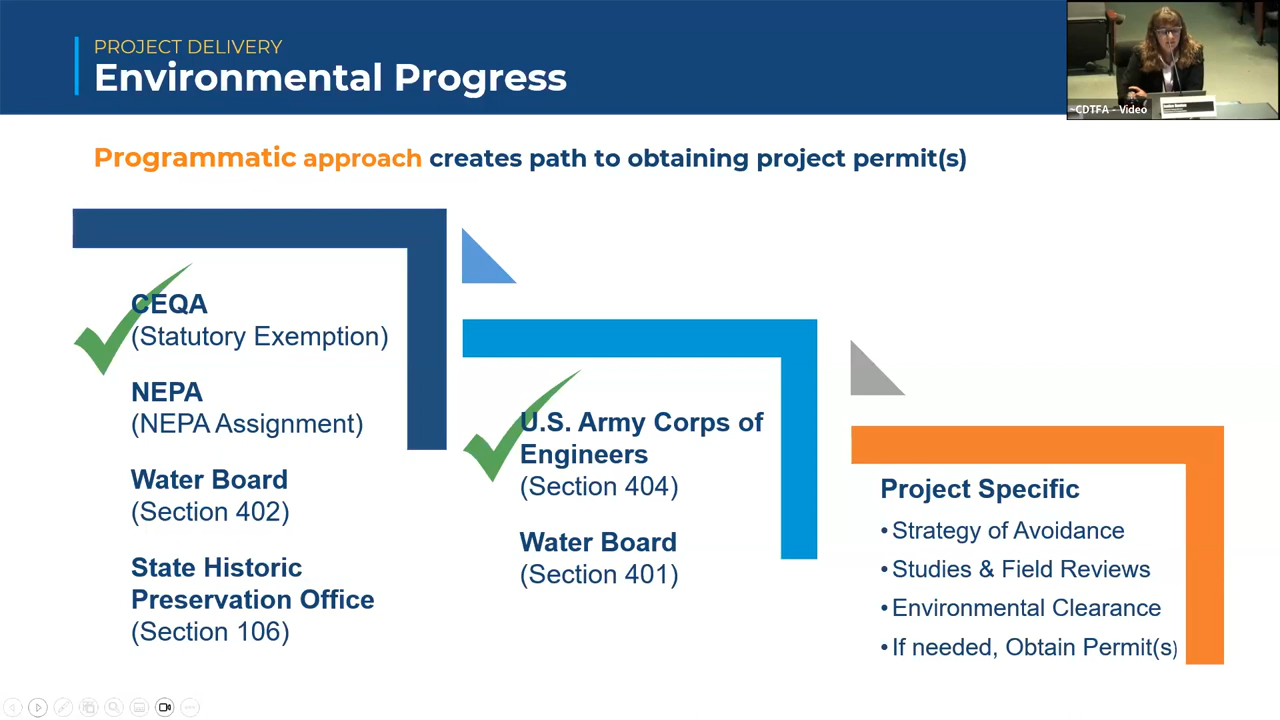 PROJECT DELIVERY
Environmental Progress
~CDTFA - Video
Programmatic approach creates path to obtaining project permit(s)
CEQA
(Statutory Exemption)
NEPA
(NEPA Assignment)
Water Board
(Section 402)
State Historic
Preservation Office
(Section 106)
U.S. Army Corps of
Engineers
(Section 404)
Water Board
(Section 401)
Project Specific
•Strategy of Avoidance
•Studies & Field Reviews
•Environmental Clearance
•If needed, Obtain Permit(s)